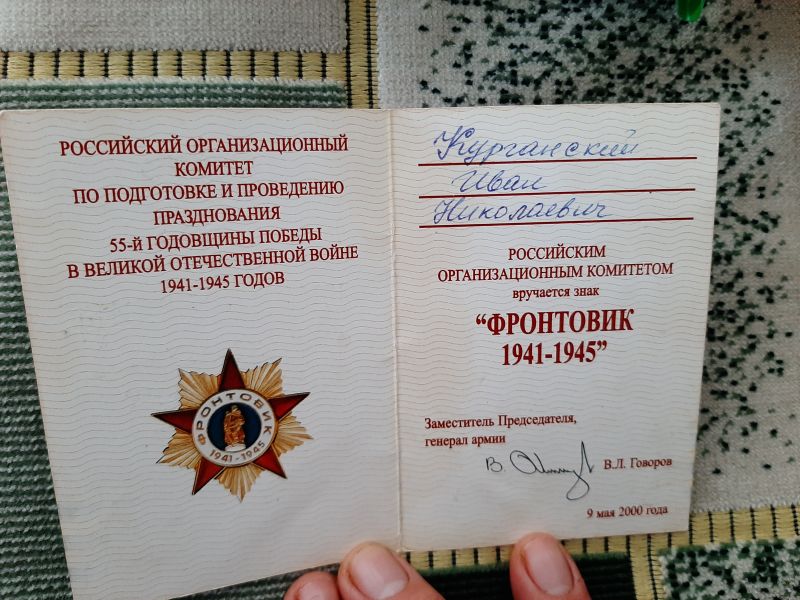 РОССИЙСКИЙ ОРГАНИЗАЦИОННЫЙ
КОМИТЕТ
ПО ПОДГОТОВКЕ И ПРОВЕДЕНИЮ
ПРАЗДНОВАНИЯ
55-й ГОДОВЩИНЫ ПОБЕДЫ
В ВЕЛИКОЙ ОТЕЧЕСТВЕННОЙ ВОЙНЕ
1941-1945 ГОДОВ
ФРОНТОВИК
1941-1945
Курганский
Иван
Николаевич
РОССИЙСКИМ
ОРГАНИЗАЦИОННЫМ КОМИТЕТОМ
вручается знак
“ФРОНТОВИК
1941-1945”
Заместитель Председателя,
генерал армии
В.Л. Говоров
9 мая 2000 года